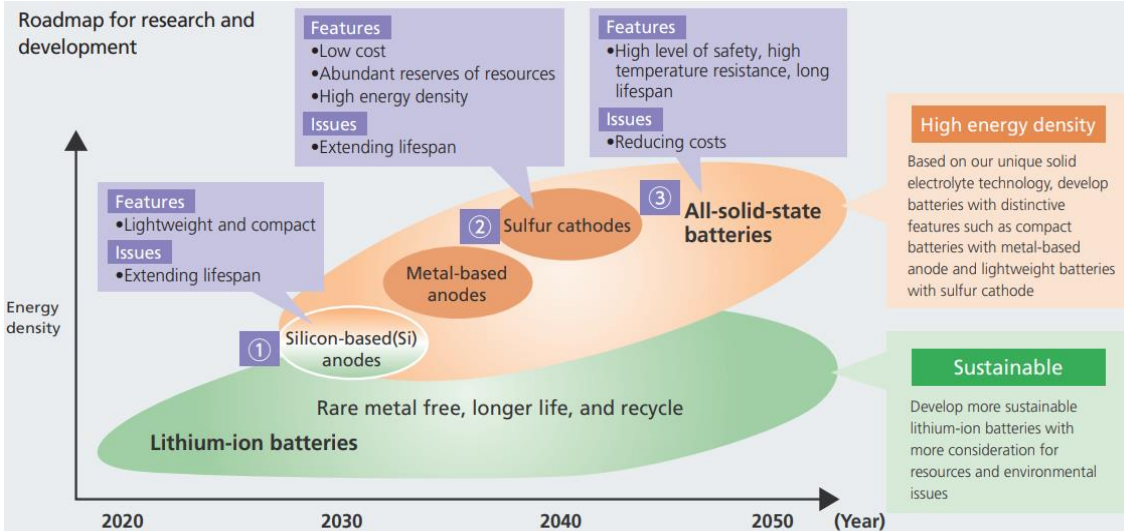 Roadmap for research and
development
Features
•Low cost
•Abundant reserves of resources
•High energy density
Issues
•Extending lifespan
Features
•High level of safety, high
temperature resistance, long
lifespan
Issues
•Reducing costs
Features
•Lightweight and compact
Issues
•Extending lifespan
Energy
density
① Silicon-based(Si)
anodes
Metal-based
anodes
② Sulfur cathodes
③ All-solid-state
batteries
Rare metal free, longer life, and recycle
Lithium-ion batteries
2020 2030 2040 2050 (Year)
High energy density
Based on our unique solid
electrolyte technology, develop
batteries with distinctive
features such as compact
batteries with metal-based
anode and lightweight batteries
with sulfur cathode
Sustainable
Develop more sustainable
lithium-ion batteries with
more consideration for
resources and environmental
issues